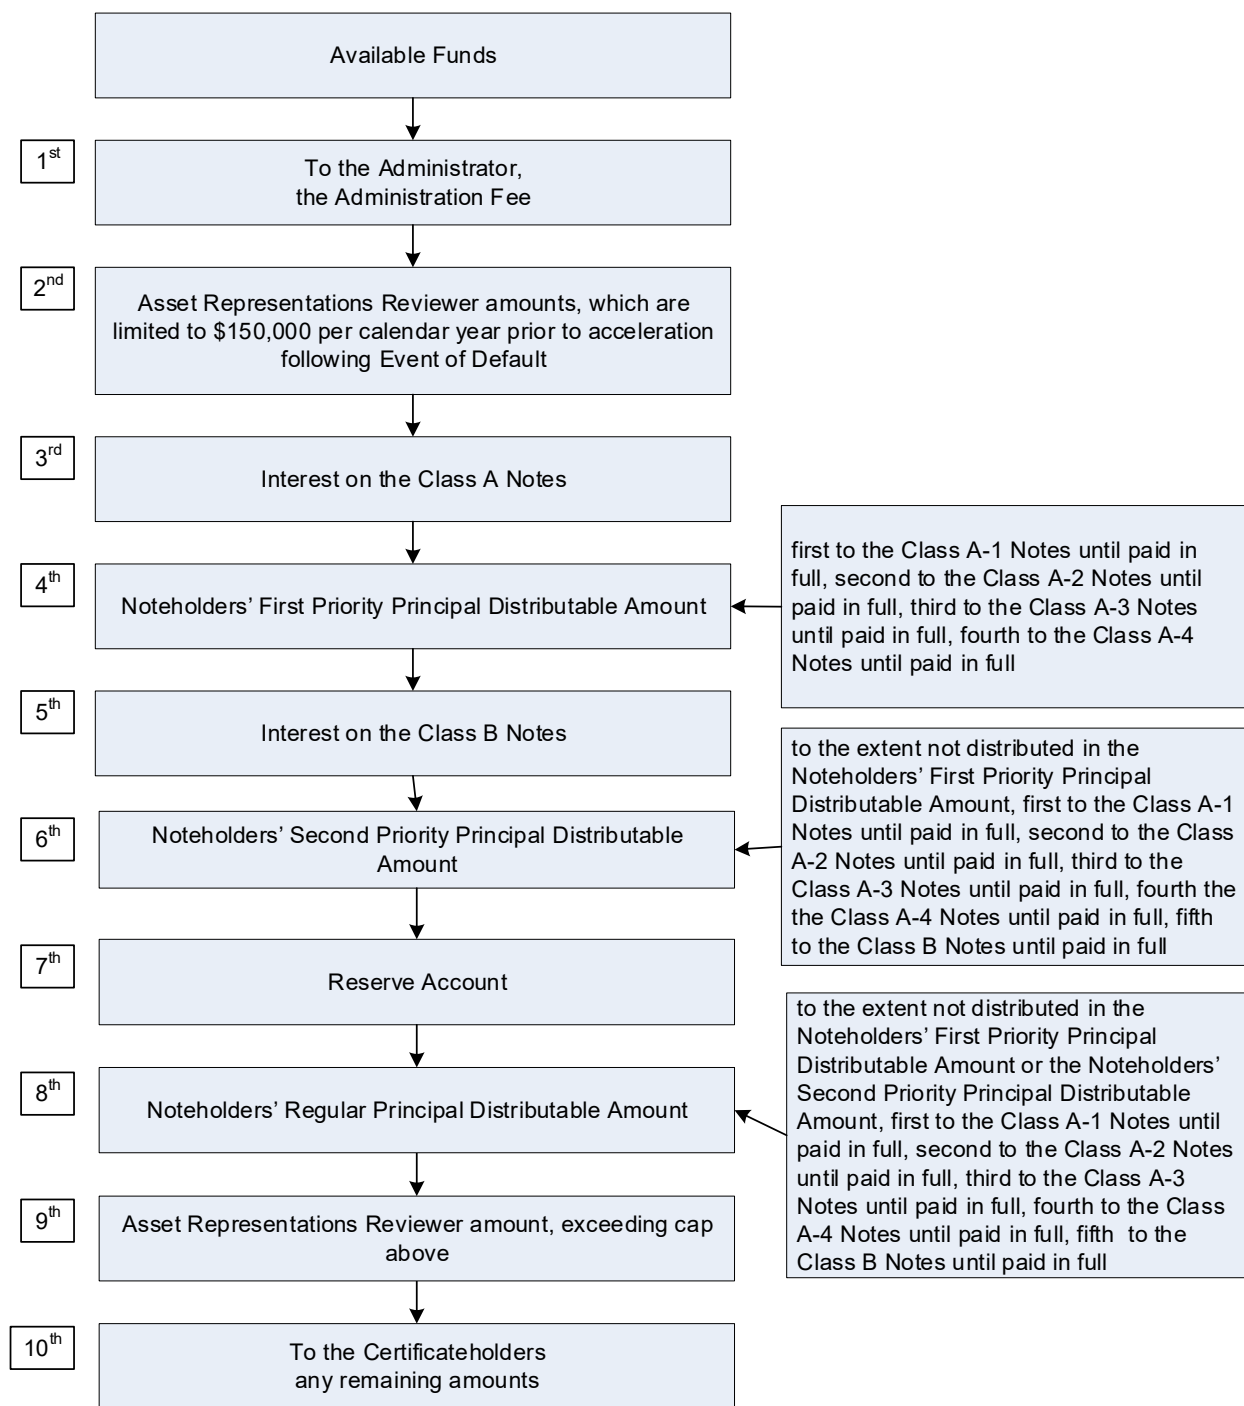 Available Funds
1st
To the Administrator,
the Administration Fee
2nd
Asset Representations Reviewer amounts, which are
limited to $150,000 per calendar year prior to acceleration
following Event of Default
3rd
Interest on the Class A Notes
4th
Noteholders’ First Priority Principal Distributable Amount
first to the Class A-1 Notes until paid in
full, second to the Class A-2 Notes until
paid in full, third to the Class A-3 Notes
until paid in full, fourth to the Class A-4
Notes until paid in full
5th
Interest on the Class B Notes
6th
Noteholders’ Second Priority Principal Distributable
Amount
to the extent not distributed in the
Noteholders’ First Priority Principal
Distributable Amount, first to the Class A-1
Notes until paid in full, second to the Class
A-2 Notes until paid in full, third to the
Class A-3 Notes until paid in full, fourth the
the Class A-4 Notes until paid in full, fifth
to the Class B Notes until paid in full
7th
Reserve Account
8th
Noteholders’ Regular Principal Distributable Amount
to the extent not distributed in the
Noteholders’ First Priority Principal
Distributable Amount or the Noteholders’
Second Priority Principal Distributable
Amount, first to the Class A-1 Notes until
paid in full, second to the Class A-2 Notes
until paid in full, third to the Class A-3
Notes until paid in full, fourth to the Class
A-4 Notes until paid in full, fifth to the
Class B Notes until paid in full
9th
Asset Representations Reviewer amount, exceeding cap
above
10th
To the Certificateholders
any remaining amounts